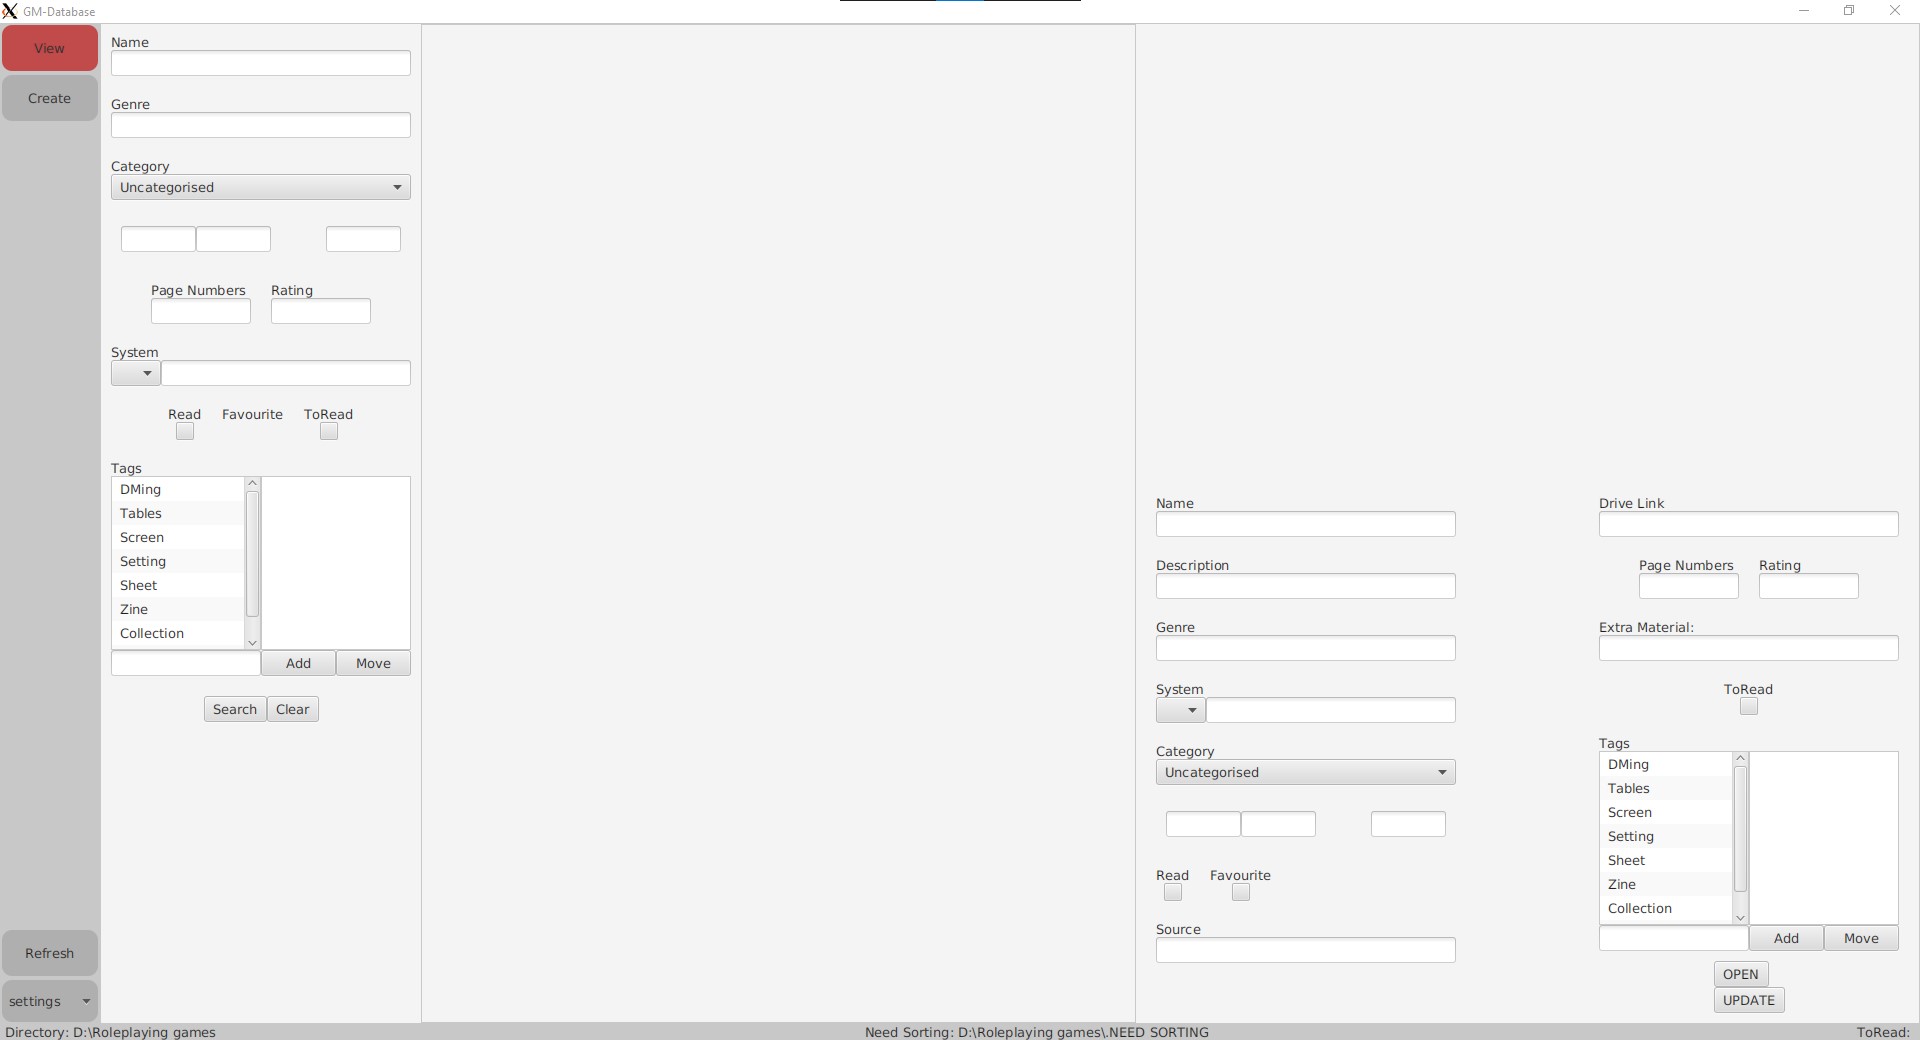 GM-Database
View
Create
Refresh
settings
Name
Genre
Category
Uncategorised
Page Numbers Rating
System
Read Favourite ToRead
Tags
DMing
Tables
Screen
Setting
Sheet
Zine
Collection
Add Move
Search Clear
Name
Description
Genre
System
Category
Uncategorised
Read Favourite
Source
Drive Link
Page Numbers Rating
Extra Material:
ToRead
Tags
DMing
Tables
Screen
Setting
Sheet
Zine
Collection
Add Move
OPEN
UPDATE
Directory: D:\Roleplaying games
Need Sorting: D:\Roleplaying games\.NEED SORTING
ToRead: